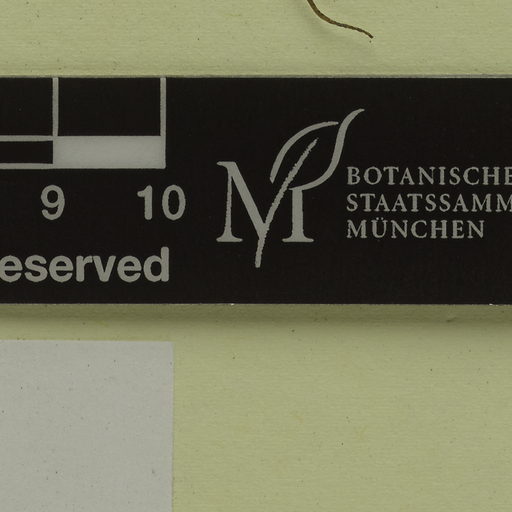 9 10
eserved
BOTANISCHE
STAATSSAMM
MÜNCHEN